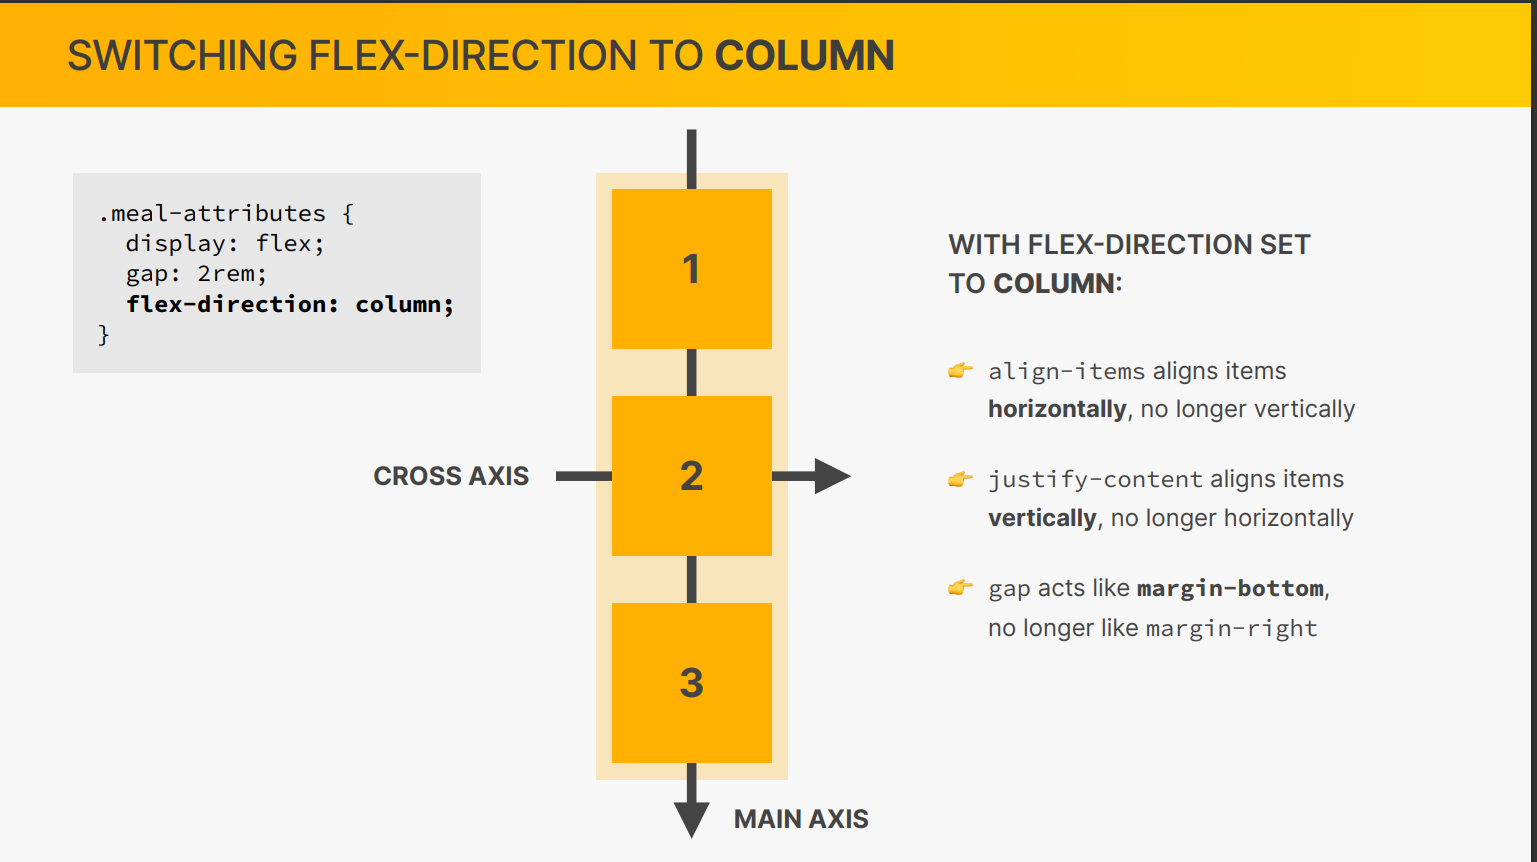 SWITCHING FLEX-DIRECTION TO COLUMN
.meal-attributes {
display: flex;
gap: 2rem;
flex-direction: column;
}
1
2
3
CROSS AXIS
MAIN AXIS
WITH FLEX-DIRECTION SET
TO COLUMN:
👉 align-items aligns items
horizontally, no longer vertically
👉 justify-content aligns items
vertically, no longer horizontally
👉 gap acts like margin-bottom,
no longer like margin-right